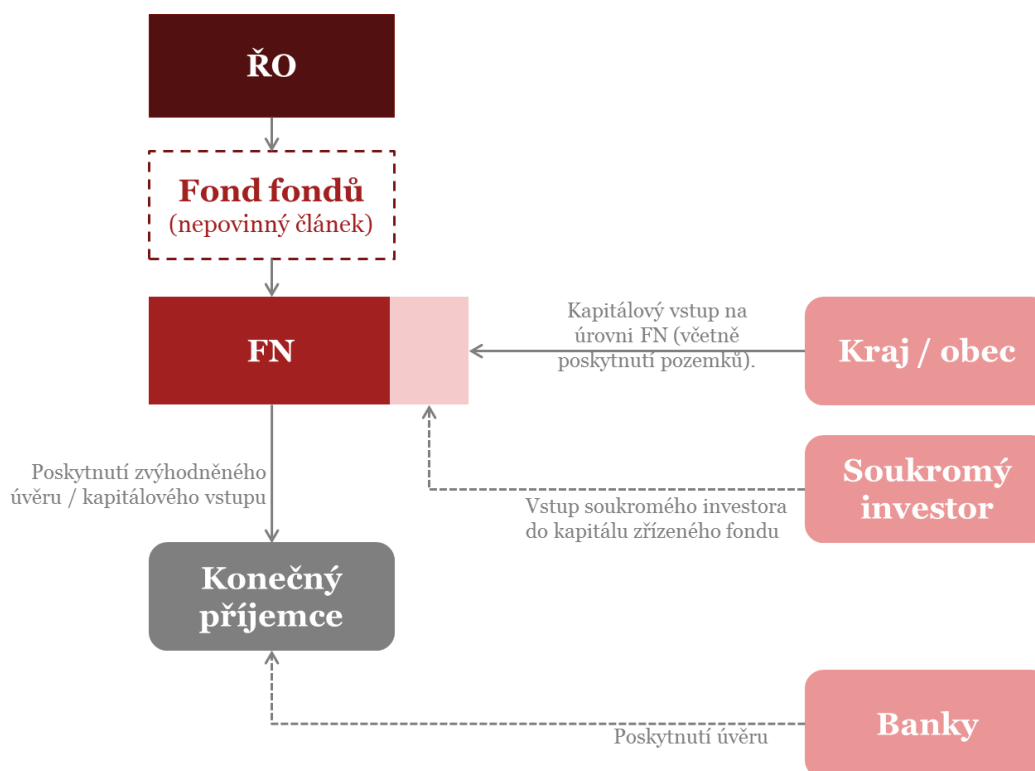 ŘO
Fond fondů
(nepovinný článek)
FN
Kapitálový vstup na
úrovni FN (včetně
poskytnutí pozemků).
Kraj / obec
Poskytnutí zvýhodněného
úvěru / kapitálového vstupu
Vstup soukromého investora
do kapitálu zřízeného fondu
Soukromý
investor
Konečný
příjemce
Poskytnutí úvěru
Banky